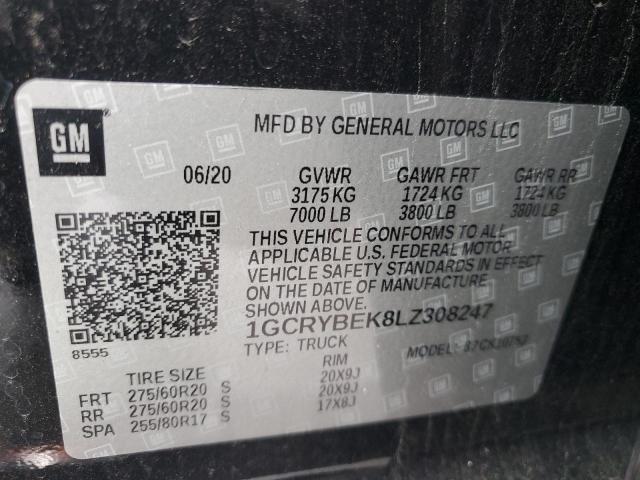 GM
MFD BY GENERAL MOTORS LLC
06/20 GVWR GAWR FRT GAWR RR
3175 KG 1724 KG 1724 KG
7000 LB 3800 LB 3800 LB
THIS VEHICLE CONFORMS TO ALL
APPLICABLE U.S. FEDERAL MOTOR
VEHICLE SAFETY STANDARDS IN EFFECT
ON THE DATE OF MANUFACTURE
SHOWN ABOVE.
1GCRYBEK8LZ308247
8555
TYPE: TRUCK MODEL:
TIRE SIZE RIM
FRT 275/60R20 S 20X9J
RR 275/60R20 S 20X9J
SPA 255/80R17 S 17X8J